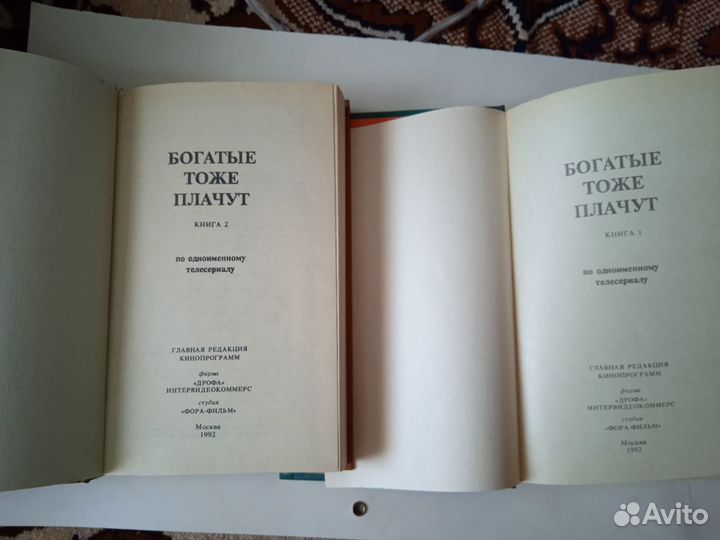 БОГАТЫЕ
ТОЖЕ
ПЛАЧУТ
КНИГА 2
по одноименному
телесериалу
ГЛАВНАЯ РЕДАКЦИЯ
КИНОПРОГРАММ
фирма
«ДРОФА»
ИНТЕРВИДЕОКОММЕРС
студия
«ФОРА-ФИЛЬМ»
Москва
1992
БОГАТЫЕ
ТОЖЕ
ПЛАЧУТ
КНИГА 1
по одноименному
телесериалу
ГЛАВНАЯ РЕДАКЦИЯ
КИНОПРОГРАММ
фирма
«ДРОФА»
ИНТЕРВИДЕОКОММЕРС
студия
«ФОРА-ФИЛЬМ»
Москва
1992
Avito